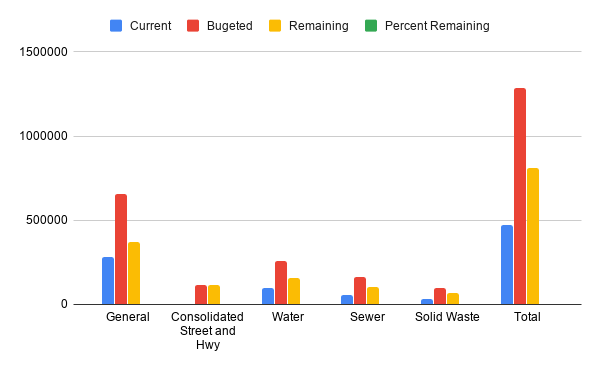 Current Bugeted Remaining Percent Remaining
1500000
1000000
500000
0
General Consolidated Water Sewer Solid Waste Total
Street and
Hwy